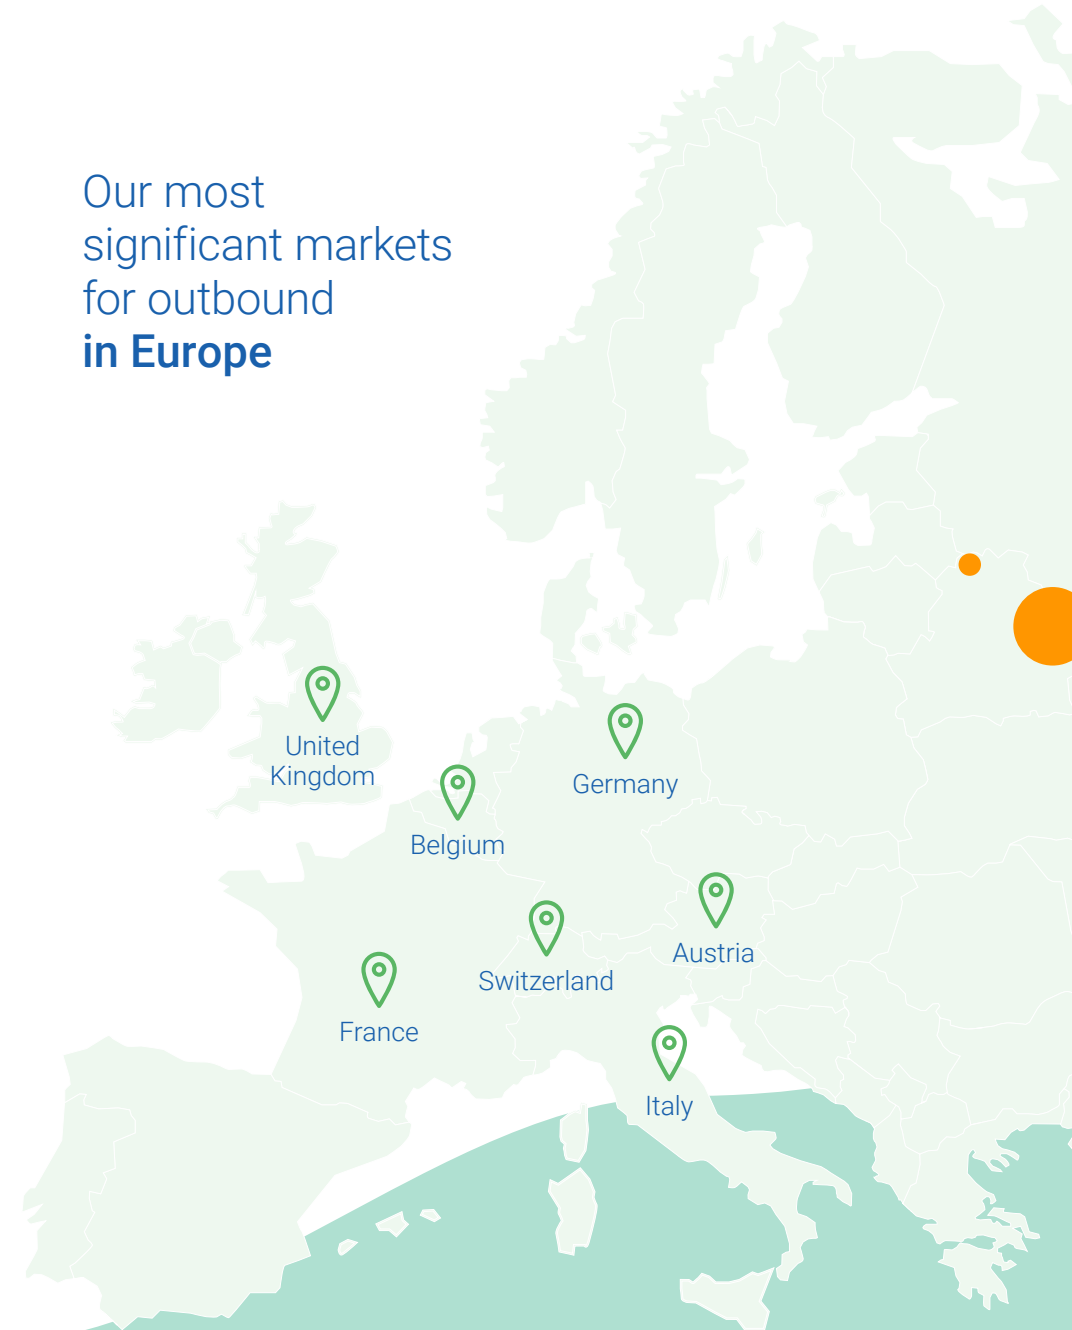 Our most
significant markets
for outbound
in Europe
United
Kingdom
Germany
Belgium
Austria
Switzerland
France
Italy